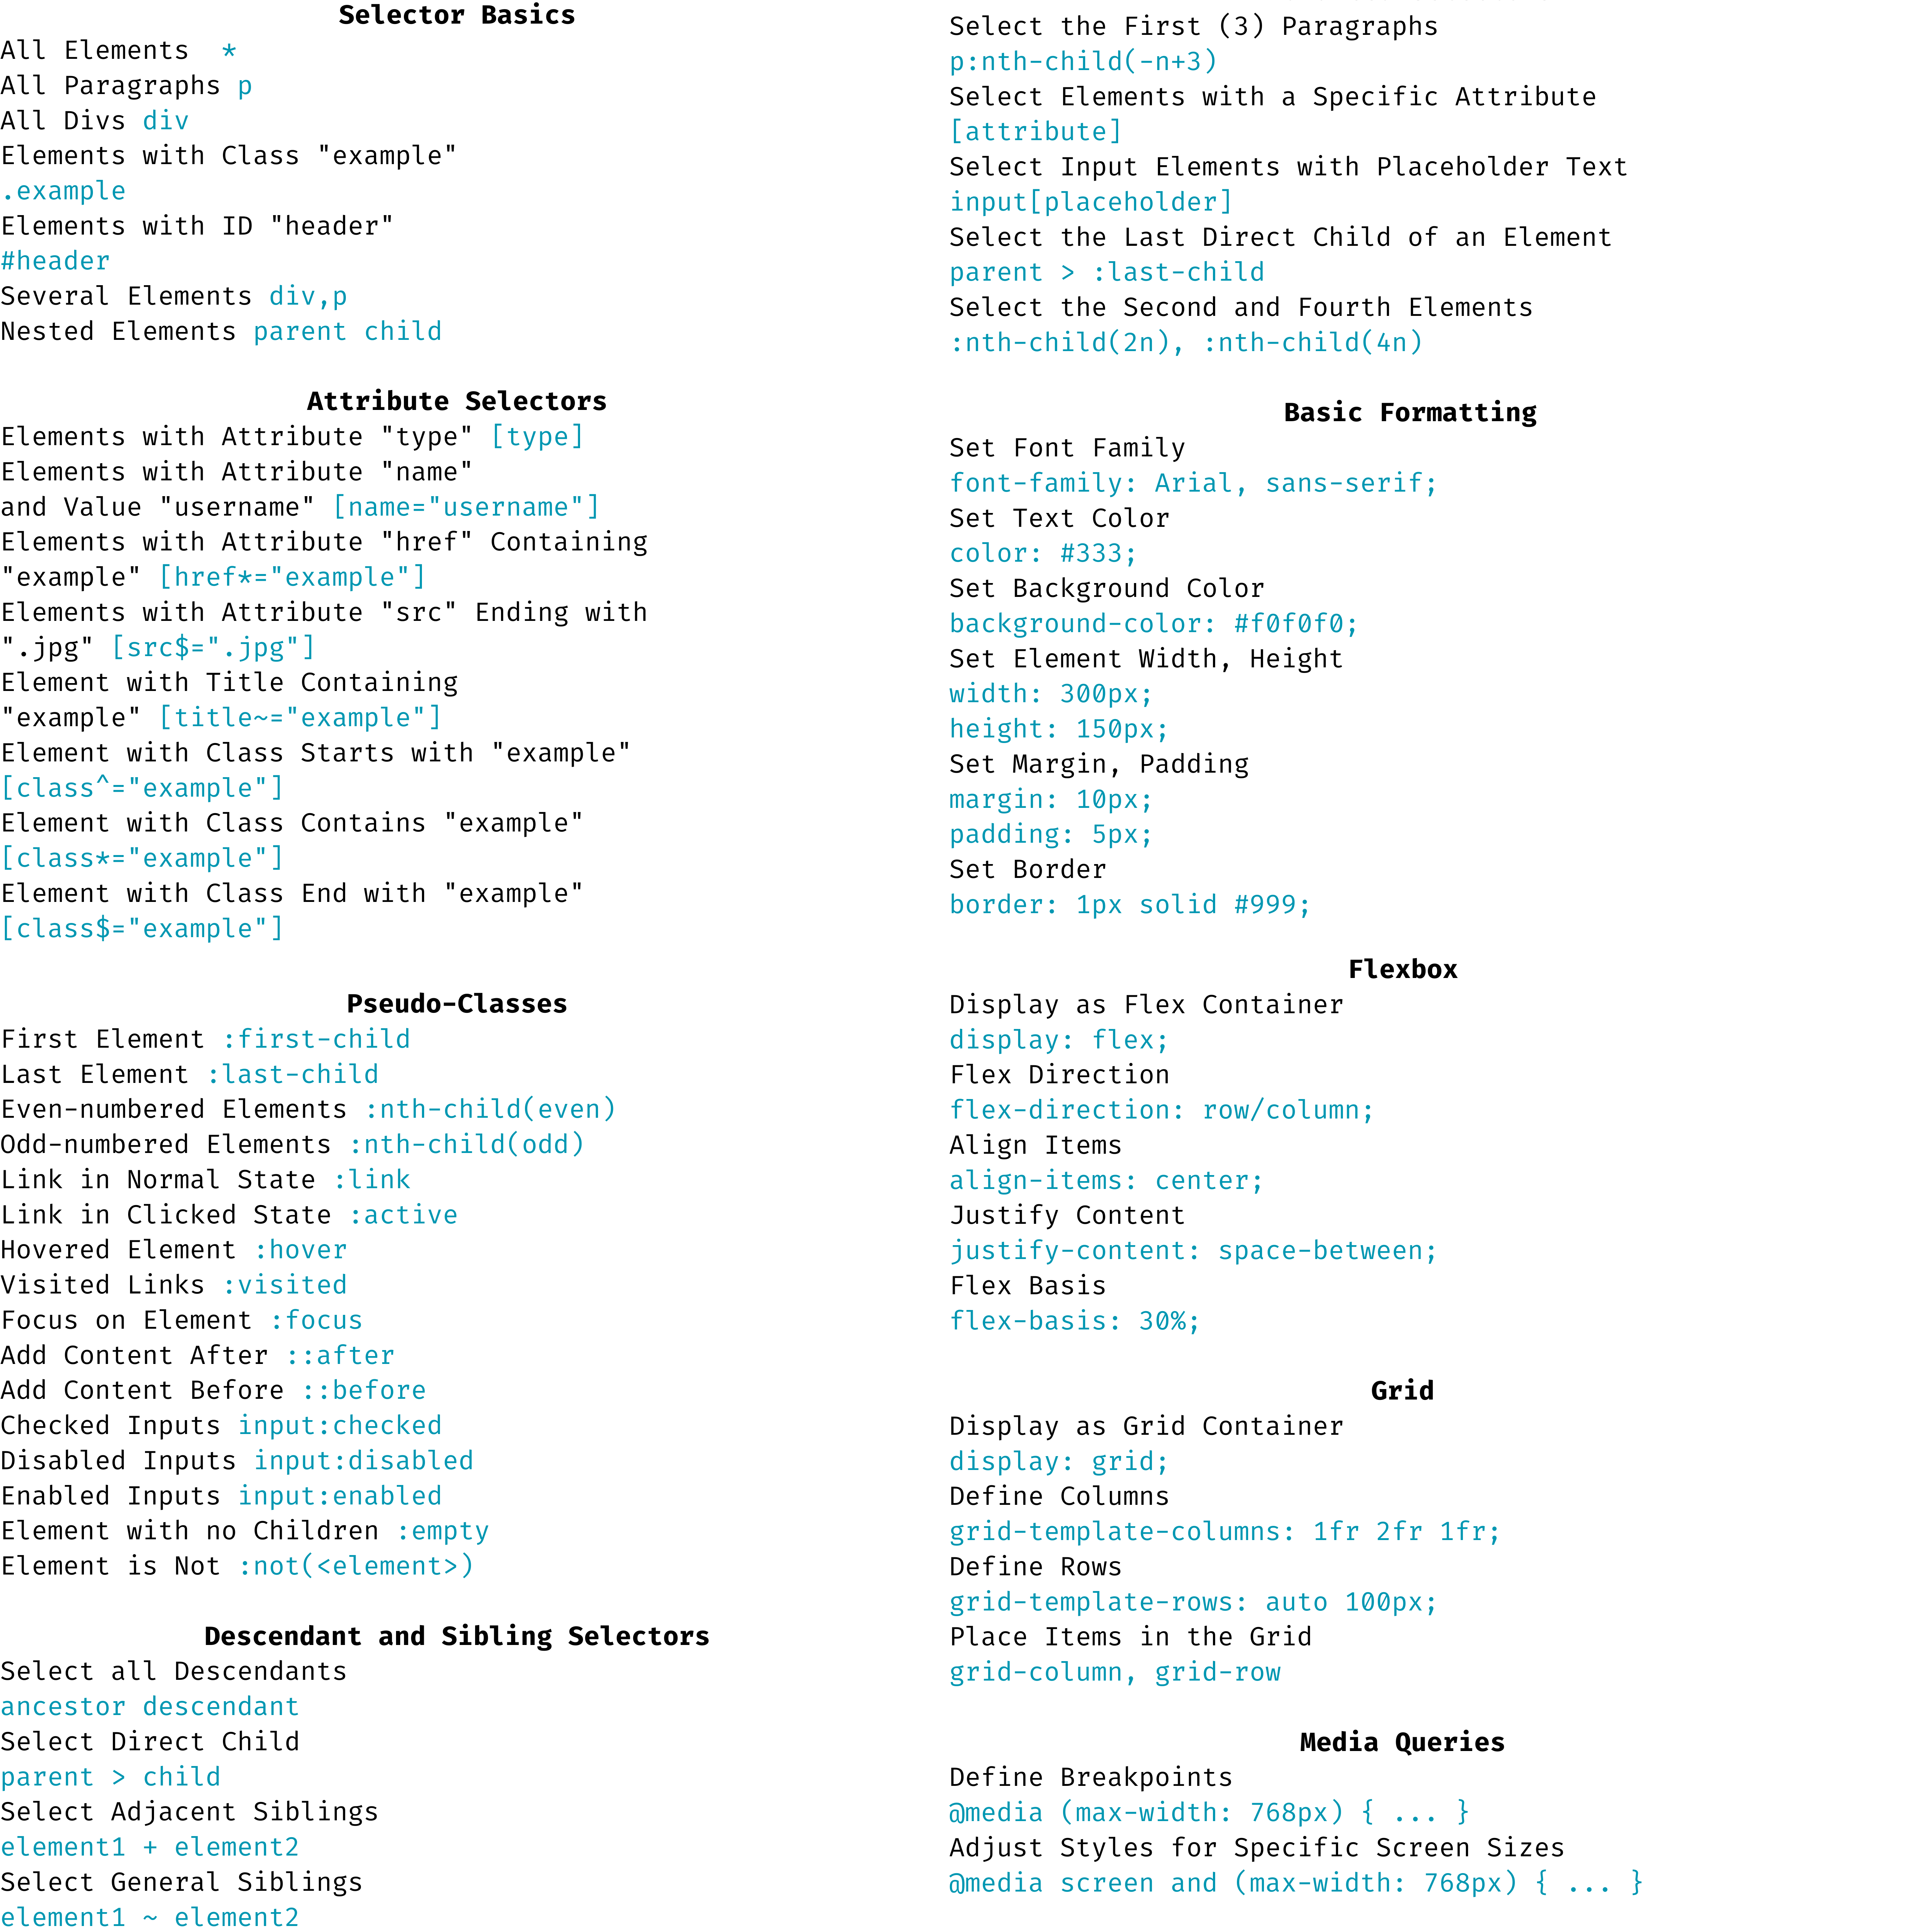 Selector Basics
All Elements  *
All Paragraphs p
All Divs div
Elements with Class "example"
.example
Elements with ID "header"
#header
Several Elements div,p
Nested Elements parent child
Attribute Selectors
Elements with Attribute "type" [type]
Elements with Attribute "name"
and Value "username" [name="username"]
Elements with Attribute "href" Containing
"example" [href*="example"]
Elements with Attribute "src" Ending with
".jpg" [src$=".jpg"]
Element with Title Containing
"example" [title~="example"]
Element with Class Starts with "example"
[class^="example"]
Element with Class Contains "example"
[class*="example"]
Element with Class End with "example"
[class$="example"]
Pseudo-Classes
First Element :first-child
Last Element :last-child
Even-numbered Elements :nth-child(even)
Odd-numbered Elements :nth-child(odd)
Link in Normal State :link
Link in Clicked State :active
Hovered Element :hover
Visited Links :visited
Focus on Element :focus
Add Content After ::after
Add Content Before ::before
Checked Inputs input:checked
Disabled Inputs input:disabled
Enabled Inputs input:enabled
Element with no Children :empty
Element is Not :not(<element>)
Descendant and Sibling Selectors
Select all Descendants
ancestor descendant
Select Direct Child
parent > child
Select Adjacent Siblings
element1 + element2
Select General Siblings
element1 ~ element2
Select the First (3) Paragraphs
p:nth-child(-n+3)
Select Elements with a Specific Attribute
[attribute]
Select Input Elements with Placeholder Text
input[placeholder]
Select the Last Direct Child of an Element
parent > :last-child
Select the Second and Fourth Elements
:nth-child(2n), :nth-child(4n)
Basic Formatting
Set Font Family
font-family: Arial, sans-serif;
Set Text Color
color: #333;
Set Background Color
background-color: #f0f0f0;
Set Element Width, Height
width: 300px;
height: 150px;
Set Margin, Padding
margin: 10px;
padding: 5px;
Set Border
border: 1px solid #999;
Flexbox
Display as Flex Container
display: flex;
Flex Direction
flex-direction: row/column;
Align Items
align-items: center;
Justify Content
justify-content: space-between;
Flex Basis
flex-basis: 30%;
Grid
Display as Grid Container
display: grid;
Define Columns
grid-template-columns: 1fr 2fr 1fr;
Define Rows
grid-template-rows: auto 100px;
Place Items in the Grid
grid-column, grid-row
Media Queries
Define Breakpoints
@media (max-width: 768px) { ... }
Adjust Styles for Specific Screen Sizes
@media screen and (max-width: 768px) { ... }